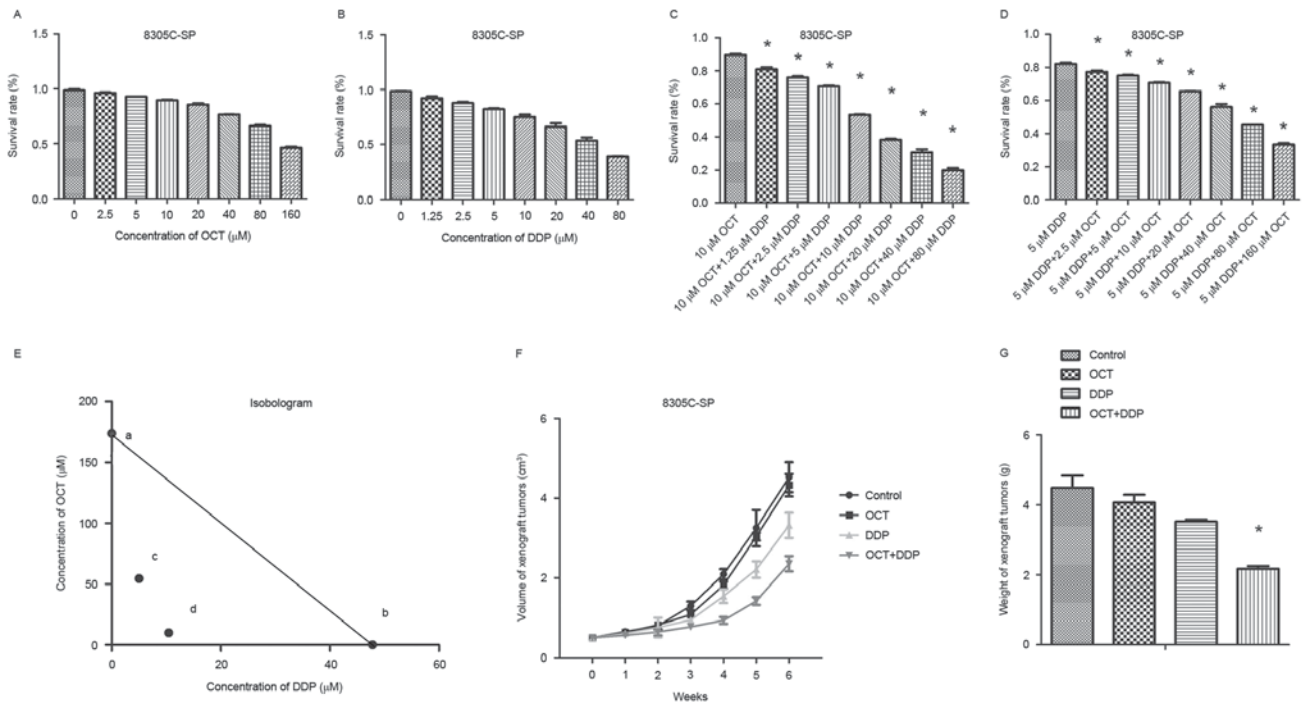 A
8305C-SP
Survival rate (%)
1.5
1.0
0.5
0.0
0 2.5 5 10 20 40 80 160
Concentration of OCT (μM)
B
8305C-SP
Survival rate (%)
1.5
1.0
0.5
0.0
0 1.25 2.5 5 10 20 40 80
Concentration of DDP (μM)
C
8305C-SP
Survival rate (%)
1.0
0.8
0.6
0.4
0.2
0.0
* * * * * * *
10 μM OCT
10 μM OCT+1.25 μM DDP
10 μM OCT+2.5 μM DDP
10 μM OCT+5 μM DDP
10 μM OCT+10 μM DDP
10 μM OCT+20 μM DDP
10 μM OCT+40 μM DDP
10 μM OCT+80 μM DDP
D
8305C-SP
Survival rate (%)
1.0
0.8
0.6
0.4
0.2
0.0
* * * * * * *
5 μM DDP
5 μM DDP+2.5 μM OCT
5 μM DDP+5 μM OCT
5 μM DDP+10 μM OCT
5 μM DDP+20 μM OCT
5 μM DDP+40 μM OCT
5 μM DDP+80 μM OCT
5 μM DDP+160 μM OCT
E
Isobologram
Concentration of OCT (μM)
200
150
100
50
0
a
c
d
b
0 20 40 60
Concentration of DDP (μM)
F
8305C-SP
Volume of xenograft tumors (cm³)
6
4
2
0
0 1 2 3 4 5 6
Weeks
Control
OCT
DDP
OCT+DDP
G
Control
OCT
DDP
OCT+DDP
Weight of xenograft tumors (g)
6
4
2
0
*